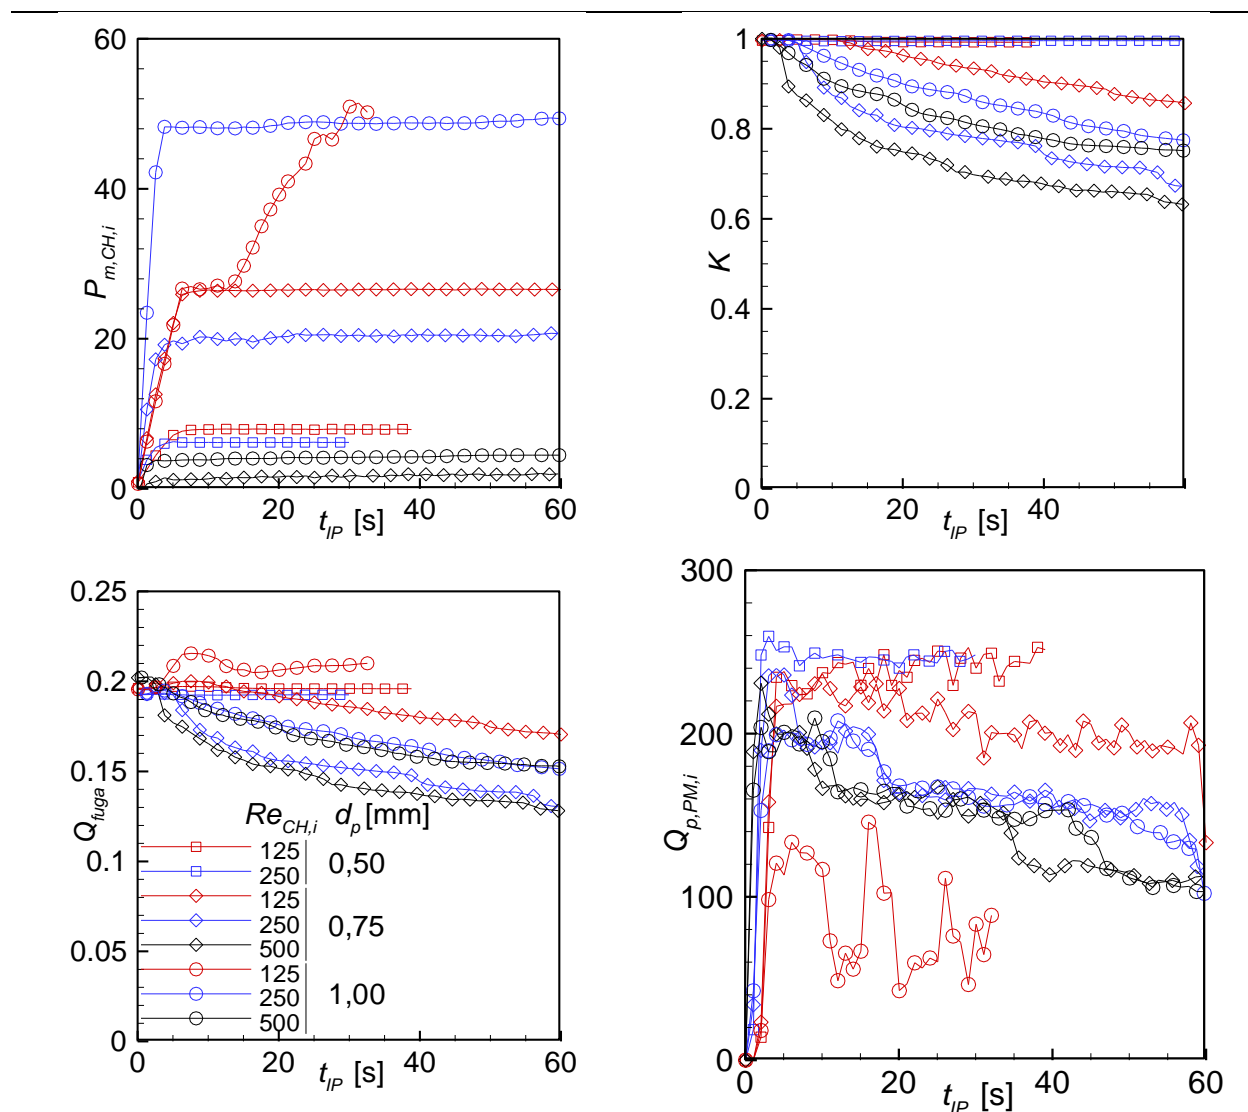 60
40
20
0
P_{m,CH,i}
0 20 40 60
t_{IP} [s]
1
0.8
0.6
0.4
0.2
0
K
0 20 40
t_{IP} [s]
0.25
0.2
0.15
0.1
0.05
0
Q_{fuga}
Re_{CH,i} d_p [mm]
125
250
0,50
125
250
500
0,75
125
250
500
1,00
0 20 40 60
t_{IP} [s]
300
200
100
0
Q_{p,PM,i}
0 20 40 60
t_{IP} [s]